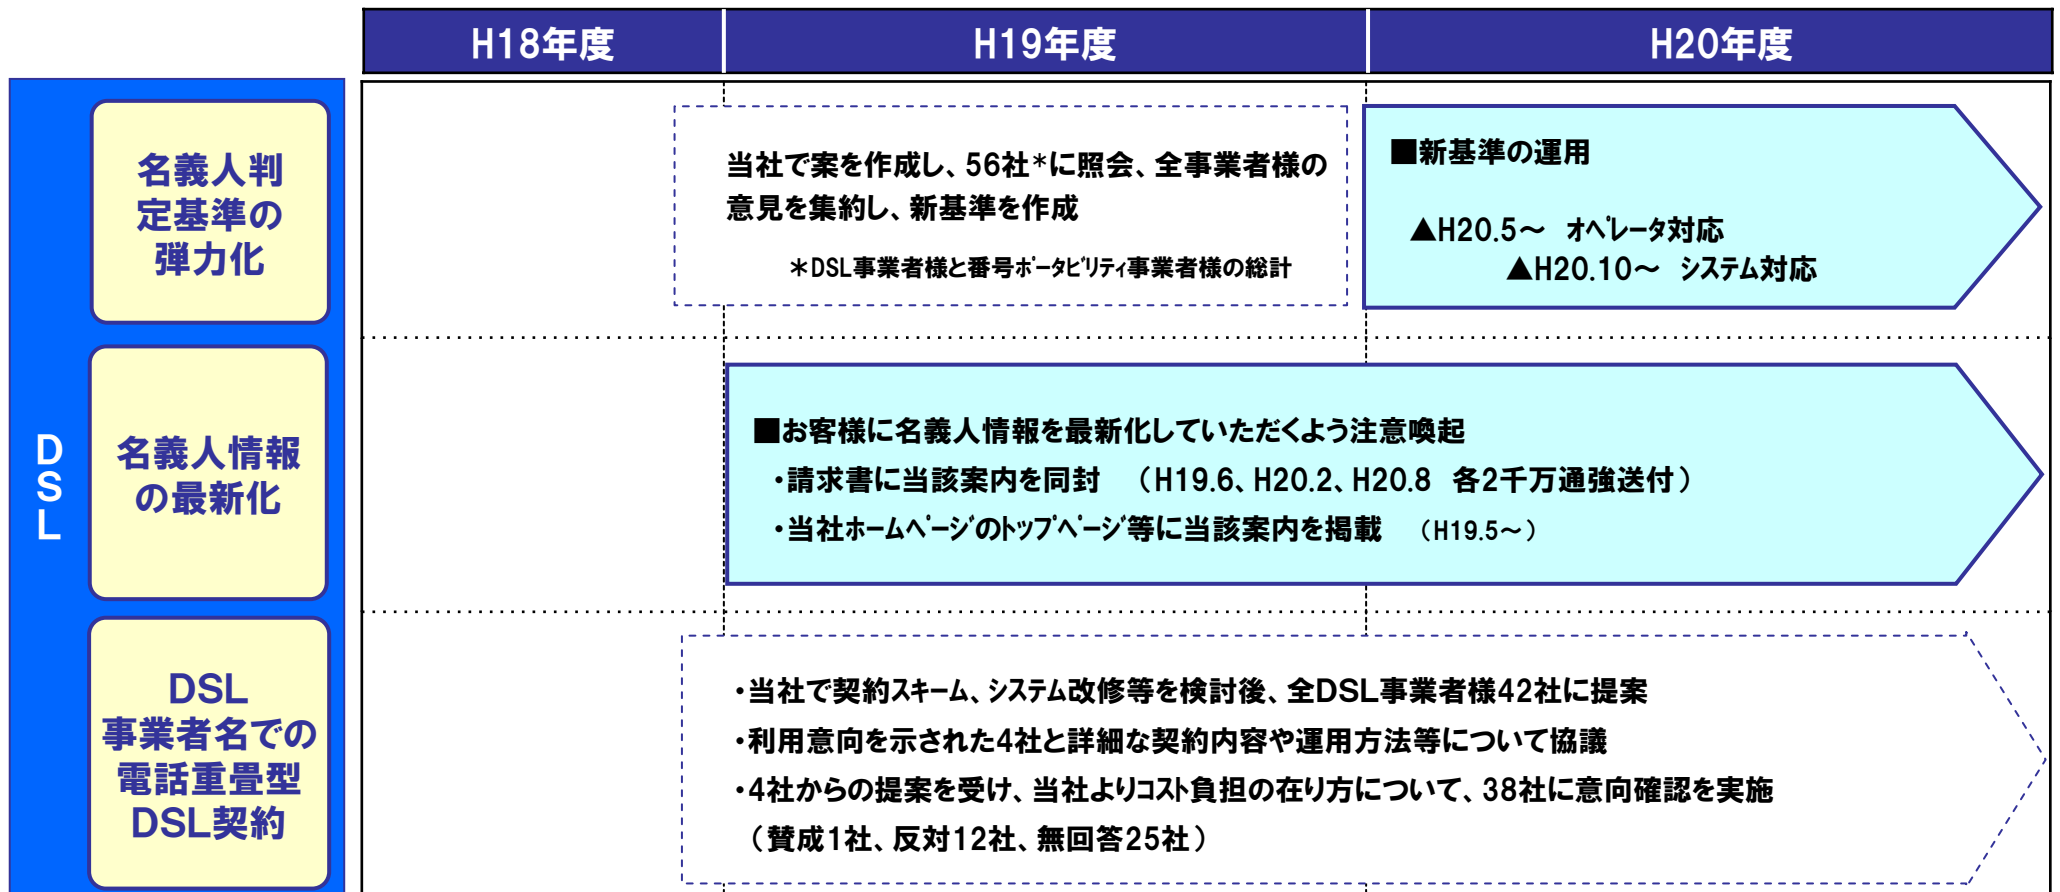 H18年度
H19年度
H20年度
DSL
名義人判
定基準の
弾力化
当社で案を作成し、56社*に照会、全事業者様の
意見を集約し、新基準を作成
*DSL事業者様と番号ﾎﾟｰﾀﾋﾞﾘﾃｨ事業者様の総計
■新基準の運用
▲H20.5～ ｵﾍﾟﾚｰﾀ対応
▲H20.10～ ｼｽﾃﾑ対応
名義人情報
の最新化
■お客様に名義人情報を最新化していただくよう注意喚起
・請求書に当該案内を同封 （H19.6、H20.2、H20.8 各2千万通強送付）
・当社ﾎｰﾑﾍﾟｰｼﾞのﾄｯﾌﾟﾍﾟｰｼﾞ等に当該案内を掲載 （H19.5～）
DSL
事業者名での
電話重畳型
DSL契約
・当社で契約ｽｷｰﾑ、ｼｽﾃﾑ改修等を検討後、全DSL事業者様42社に提案
・利用意向を示された4社と詳細な契約内容や運用方法等について協議
・4社からの提案を受け、当社よりｺｽﾄ負担の在り方について、38社に意向確認を実施
（賛成1社、反対12社、無回答25社）